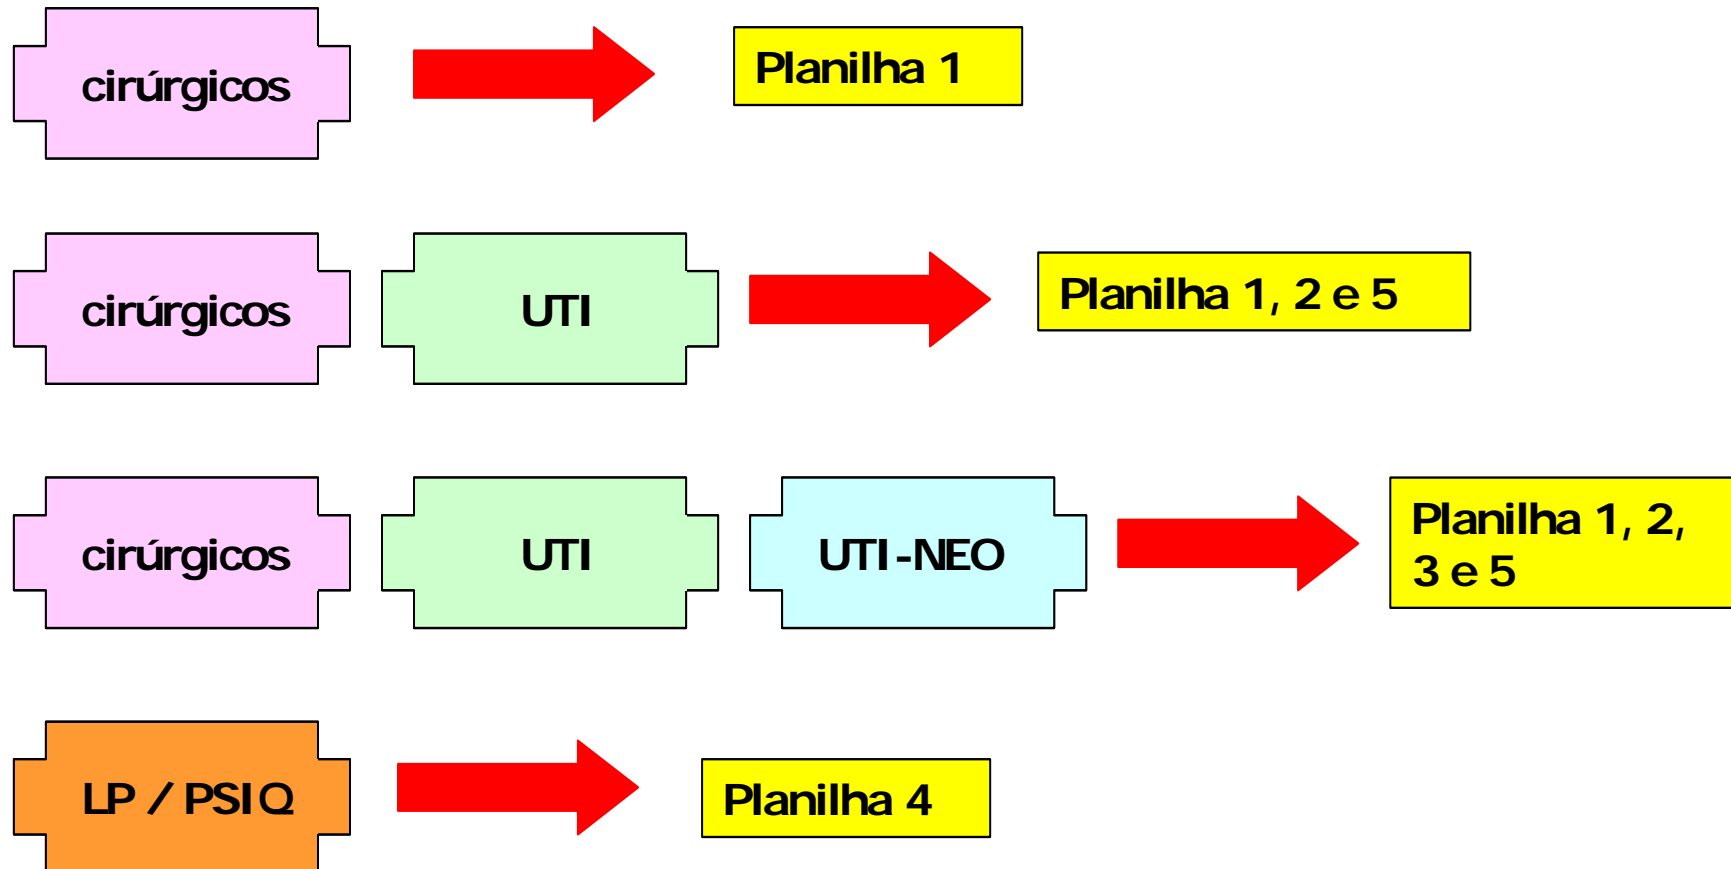 cirúrgicos
Planilha 1
cirúrgicos
UTI
Planilha 1, 2 e 5
cirúrgicos
UTI
UTI-NEO
Planilha 1, 2,
3 e 5
LP / PSIQ
Planilha 4